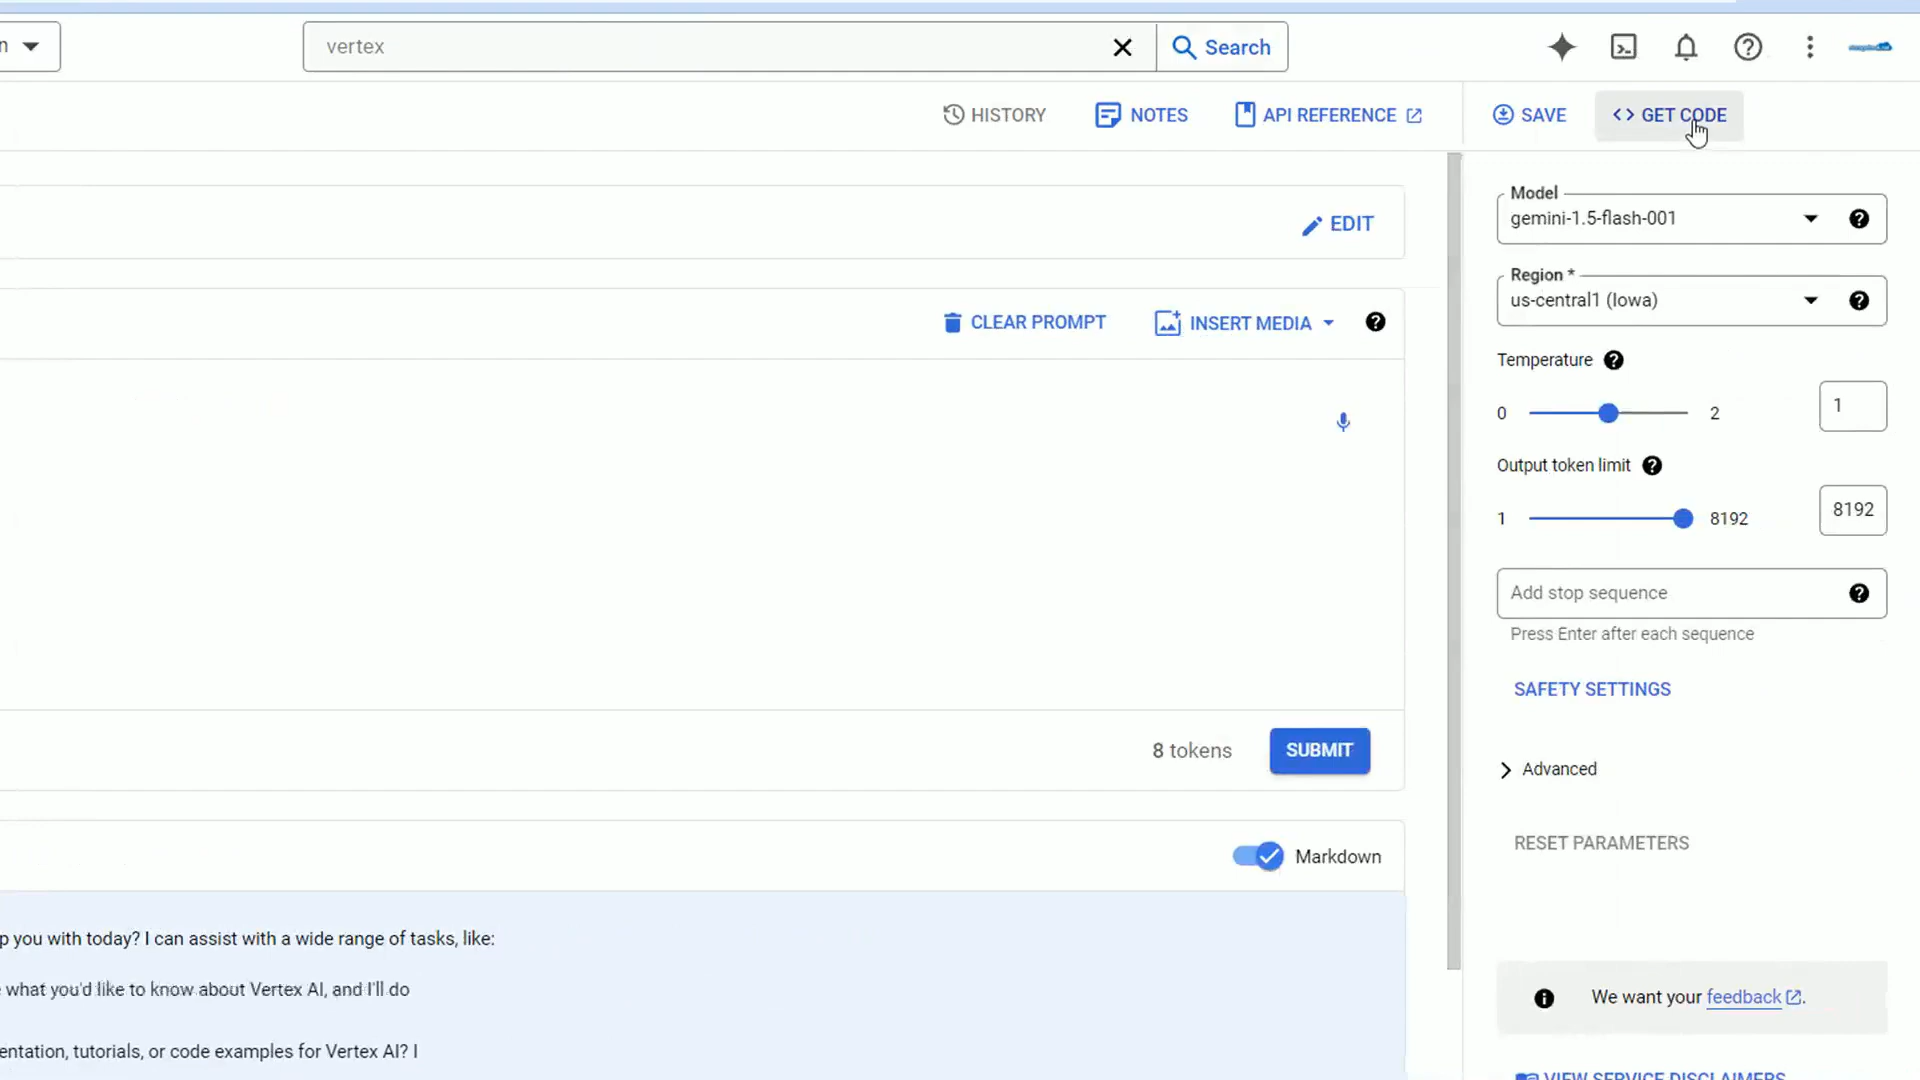 n
vertex
Search
HISTORY
NOTES
API REFERENCE
SAVE
<> GET CODE
EDIT
CLEAR PROMPT
INSERT MEDIA
8 tokens
SUBMIT
Markdown
p you with today? I can assist with a wide range of tasks, like:
what you'd like to know about Vertex AI, and I'll do
entation, tutorials, or code examples for Vertex AI? I
Model
gemini-1.5-flash-001
Region *
us-central1 (Iowa)
Temperature
0
2
1
Output token limit
1
8192
8192
Add stop sequence
Press Enter after each sequence
SAFETY SETTINGS
Advanced
RESET PARAMETERS
We want your feedback.
VIEW SERVICE DISCLAIMERS